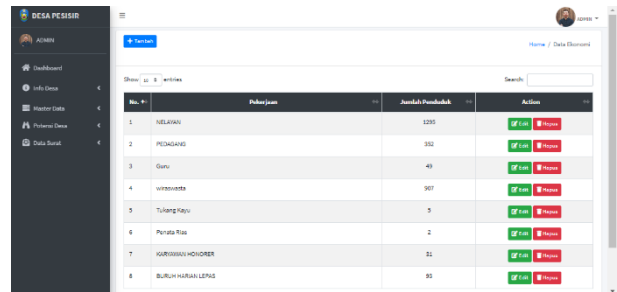 DESA PESISIR
ADMIN
ADMIN
Dashboard
Info Desa
Master Data
Potensi Desa
Data Surat
+ Tambah
Home / Data Ekonomi
Show 10 entries
Search:
No. Pekerjaan Jumlah Penduduk Action
1 NELAYAN 1295 Edit Hapus
2 PEDAGANG 352 Edit Hapus
3 Guru 49 Edit Hapus
4 wiraswasta 987 Edit Hapus
5 Tukang Kayu 5 Edit Hapus
6 Penata Rias 2 Edit Hapus
7 KARYAWAN HONORER 81 Edit Hapus
8 BURUH HARIAN LEPAS 93 Edit Hapus